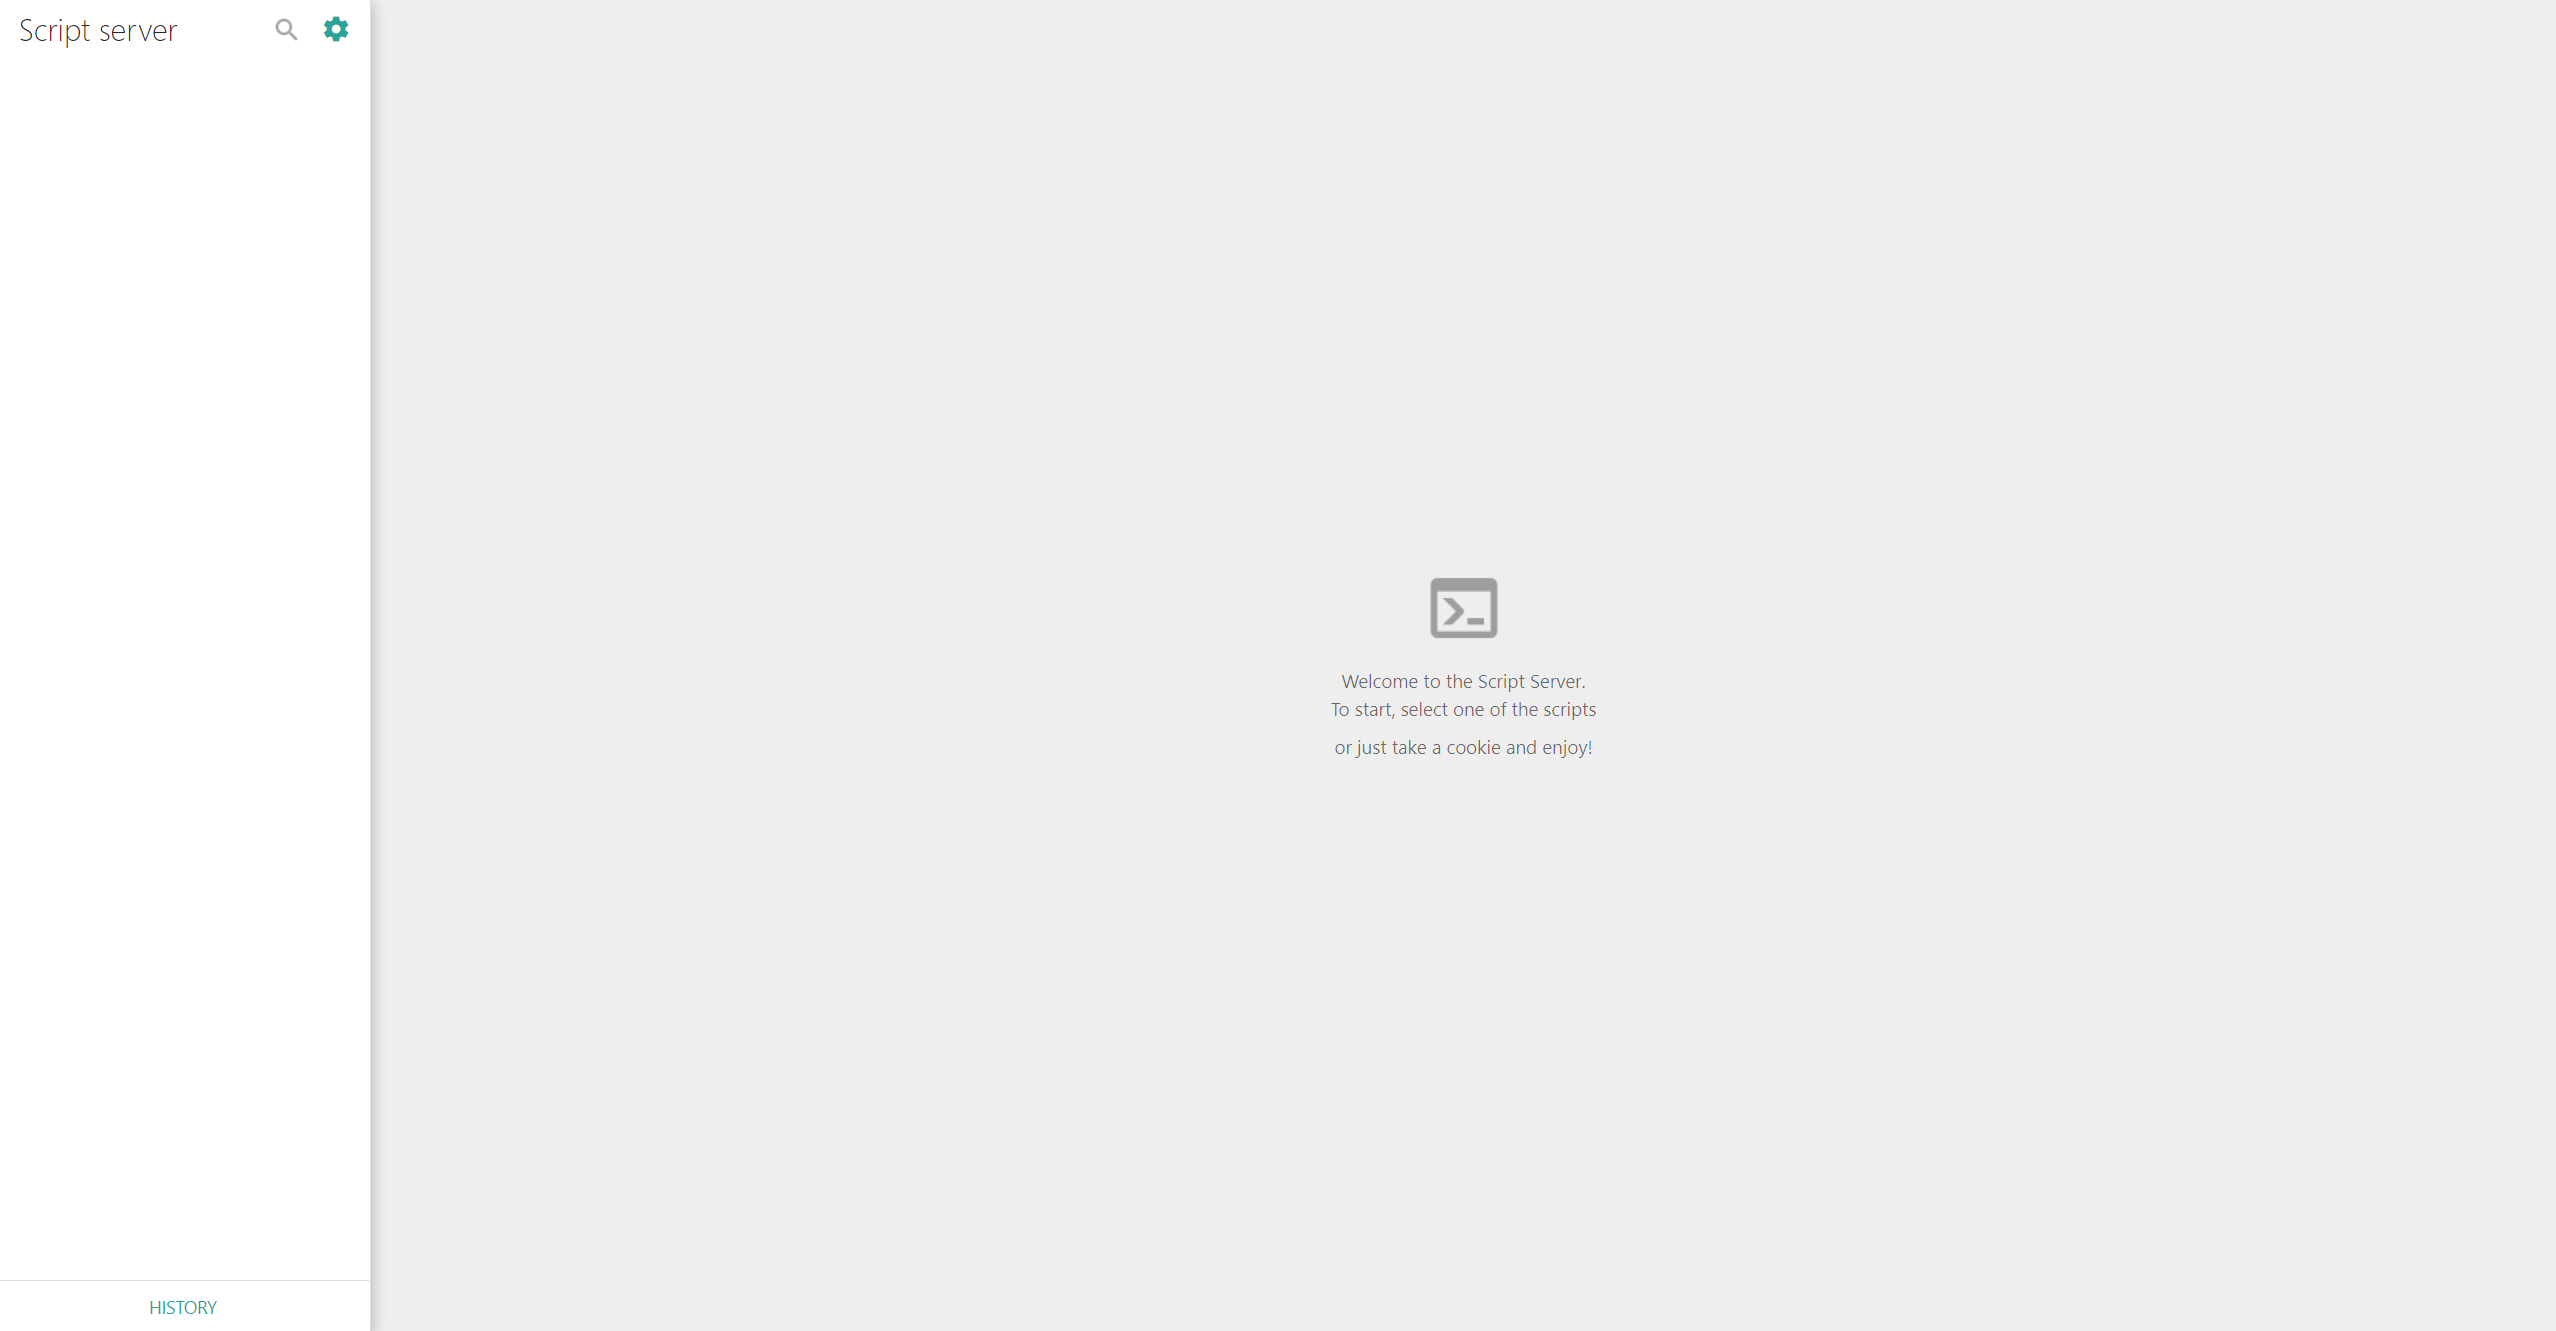 Script server
Welcome to the Script Server.
To start, select one of the scripts
or just take a cookie and enjoy!
HISTORY